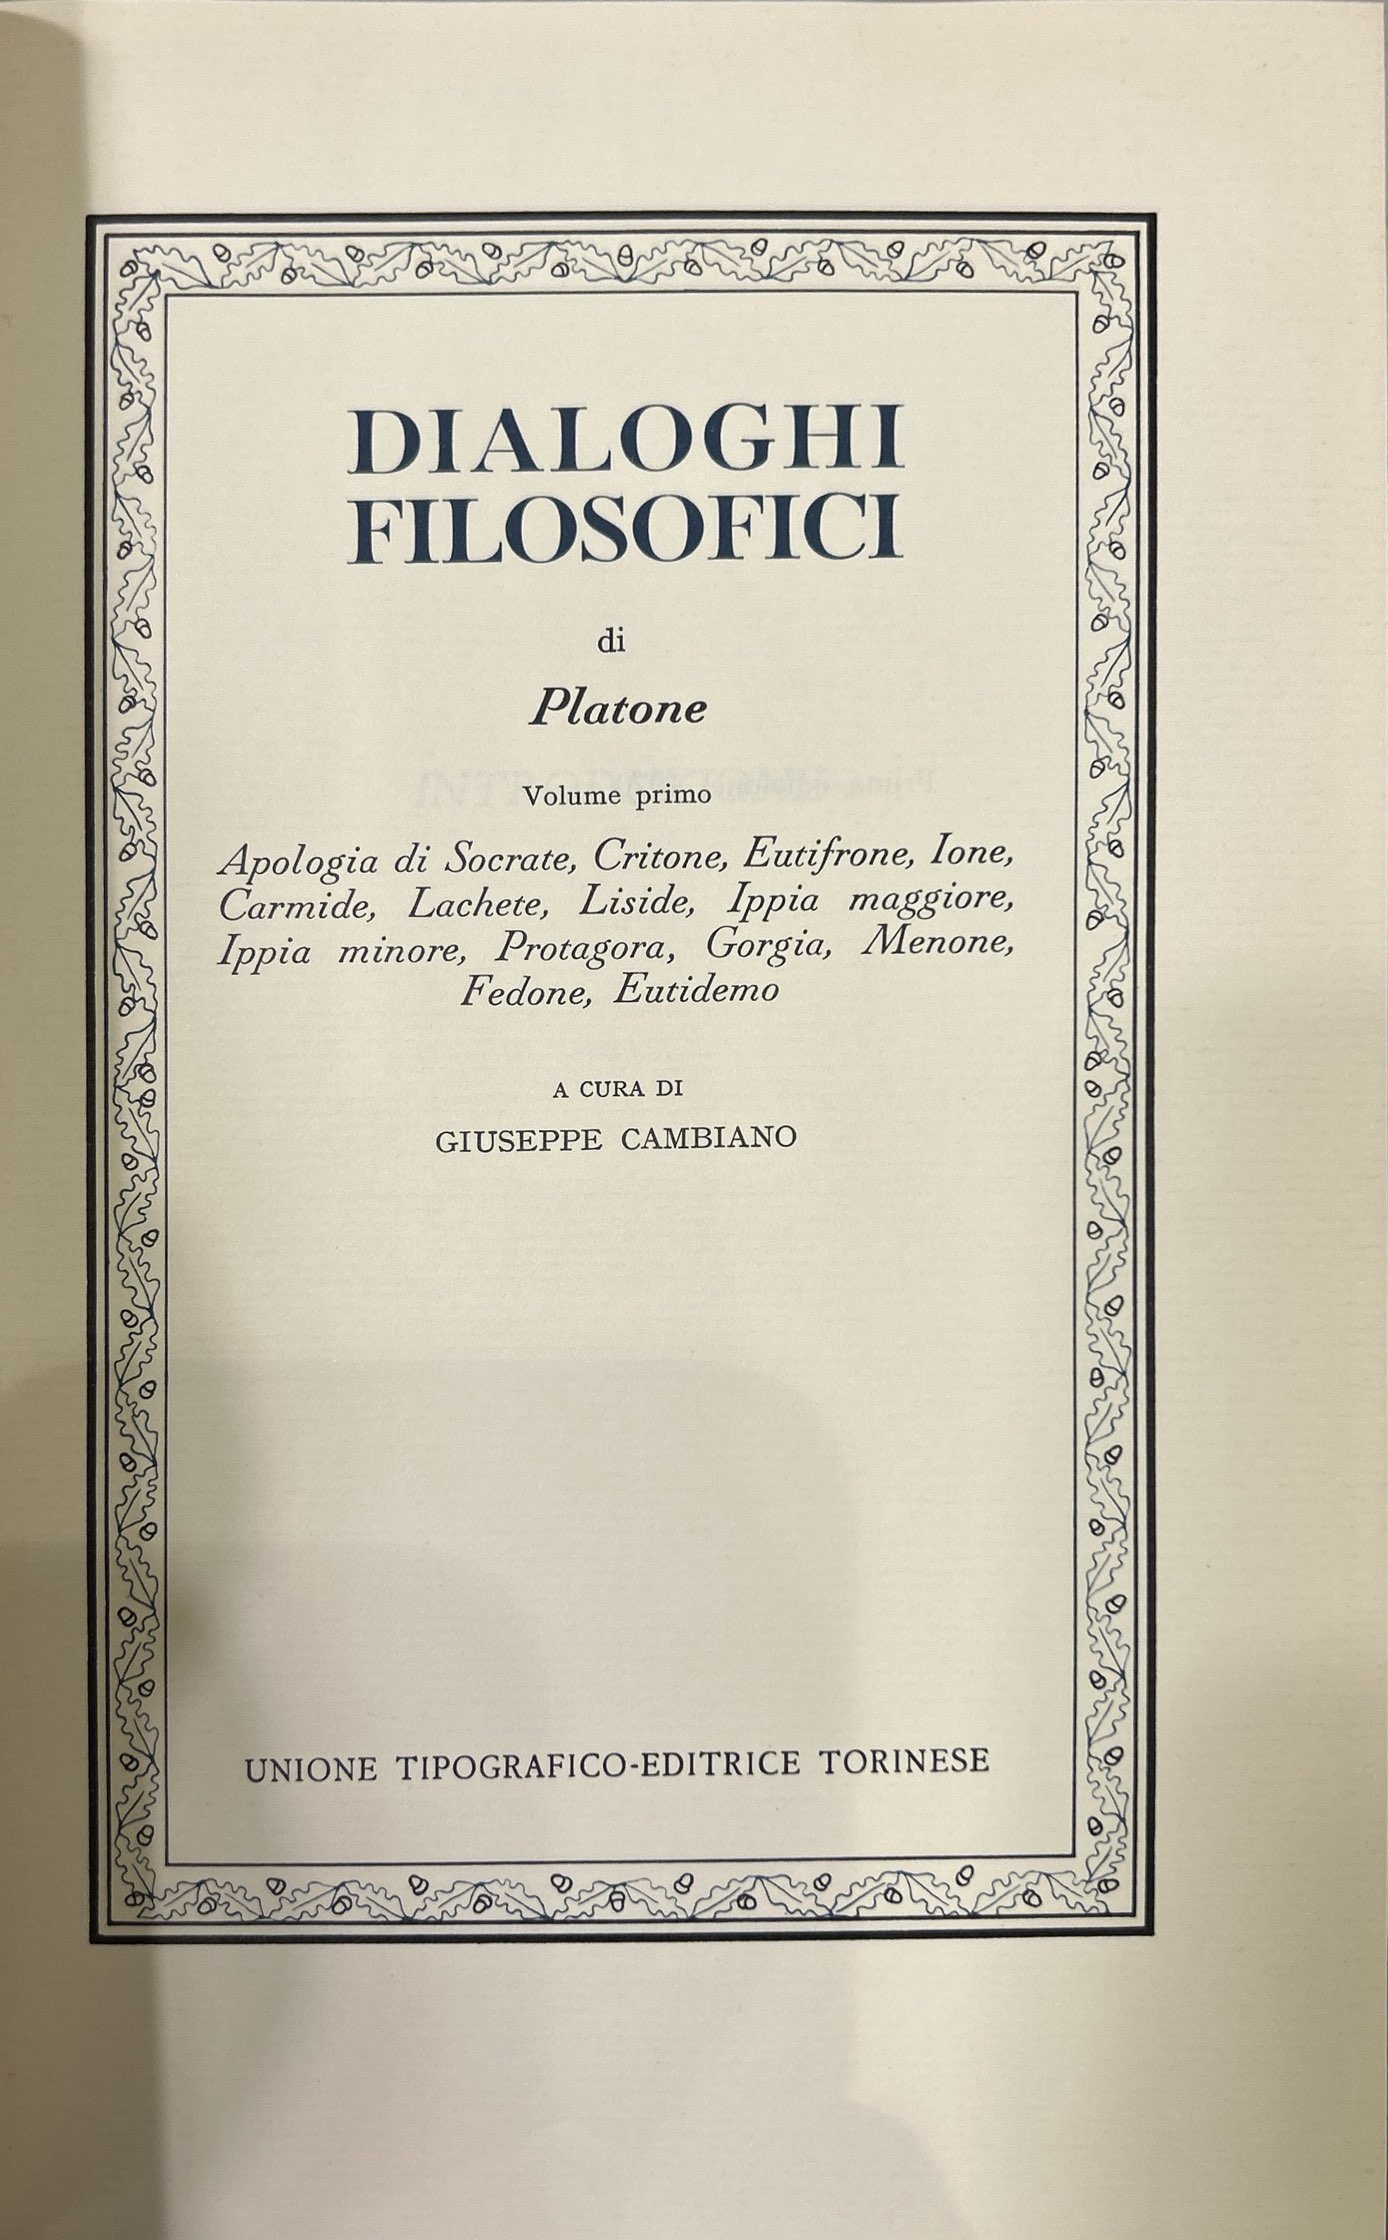 DIALOGHI
FILOSOFICI
di
Platone
Volume primo
Apologia di Socrate, Critone, Eutifrone, Ione,
Carmide, Lachete, Liside, Ippia maggiore,
Ippia minore, Protagora, Gorgia, Menone,
Fedone, Eutidemo
A CURA DI
GIUSEPPE CAMBIANO
UNIONE TIPOGRAFICO-EDITRICE TORINESE